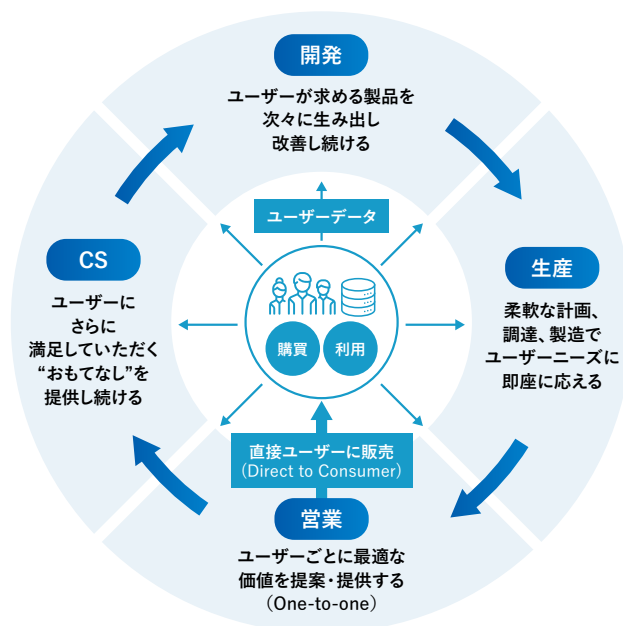 開発
ユーザーが求める製品を
次々に生み出し
改善し続ける
ユーザーデータ
CS
ユーザーに
さらに
満足していただく
“おもてなし”を
提供し続ける
購買
利用
生産
柔軟な計画、
調達、製造で
ユーザーニーズに
即座に応える
直接ユーザーに販売
（Direct to Consumer）
営業
ユーザーごとに最適な
価値を提案・提供する
（One-to-one）